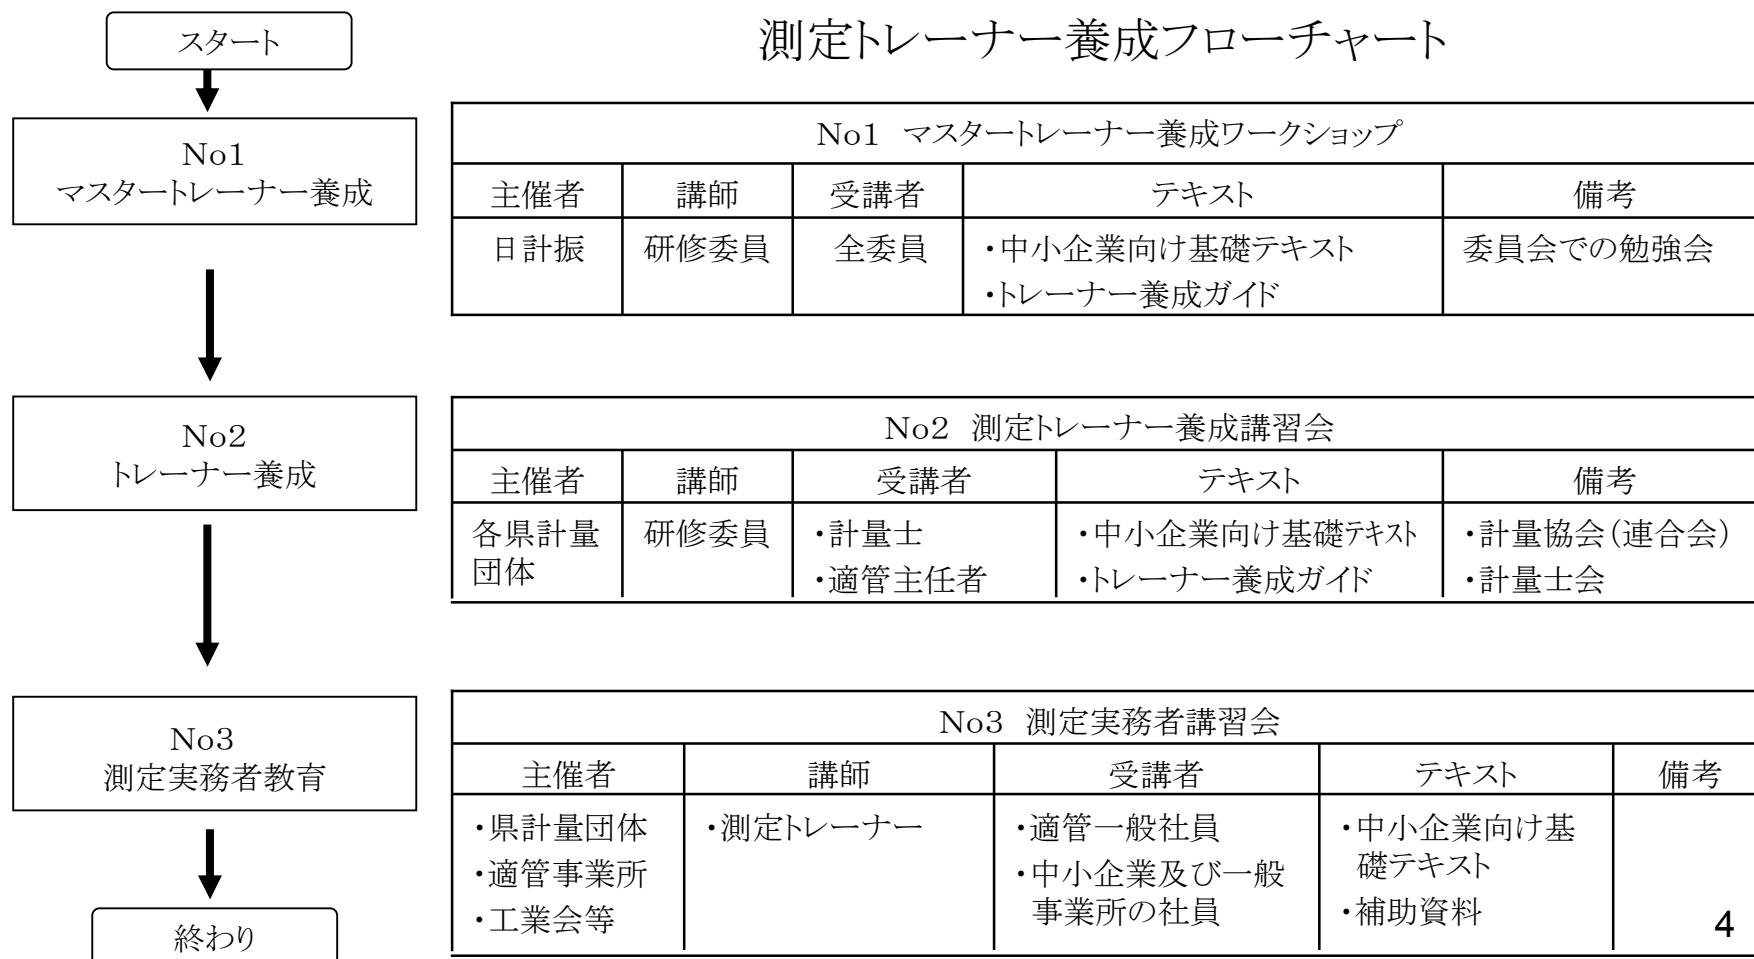 測定トレーナー養成フローチャート
スタート
No1
マスタートレーナー養成
No1 マスタートレーナー養成ワークショップ
主催者 講師 受講者 テキスト 備考
日計振 研修委員 全委員 ・中小企業向け基礎テキスト 委員会での勉強会
・トレーナー養成ガイド
No2
トレーナー養成
No2 測定トレーナー養成講習会
主催者 講師 受講者 テキスト 備考
各県計量 研修委員 ・計量士 ・中小企業向け基礎テキスト ・計量協会(連合会)
団体 ・適管主任者 ・トレーナー養成ガイド ・計量士会
No3
測定実務者教育
No3 測定実務者講習会
主催者 講師 受講者 テキスト 備考
・県計量団体 ・測定トレーナー ・適管一般社員 ・中小企業向け基
・適管事業所 ・中小企業及び一般 礎テキスト
・工業会等 事業所の社員 ・補助資料
終わり
4